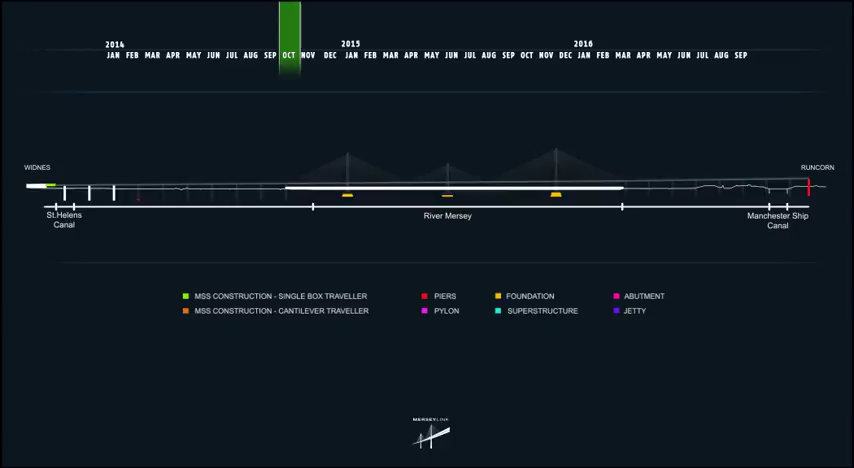 2014 2015 2016
JAN FEB MAR APR MAY JUN JUL AUG SEP OCT NOV DEC JAN FEB MAR APR MAY JUN JUL AUG SEP OCT NOV DEC JAN FEB MAR APR MAY JUN JUL AUG SEP
WIDNES RUNCORN
St.Helens Canal
River Mersey
Manchester Ship Canal
MSS CONSTRUCTION - SINGLE BOX TRAVELLER PIERS FOUNDATION ABUTMENT
MSS CONSTRUCTION - CANTILEVER TRAVELLER PYLON SUPERSTRUCTURE JETTY
MERSEYLINK